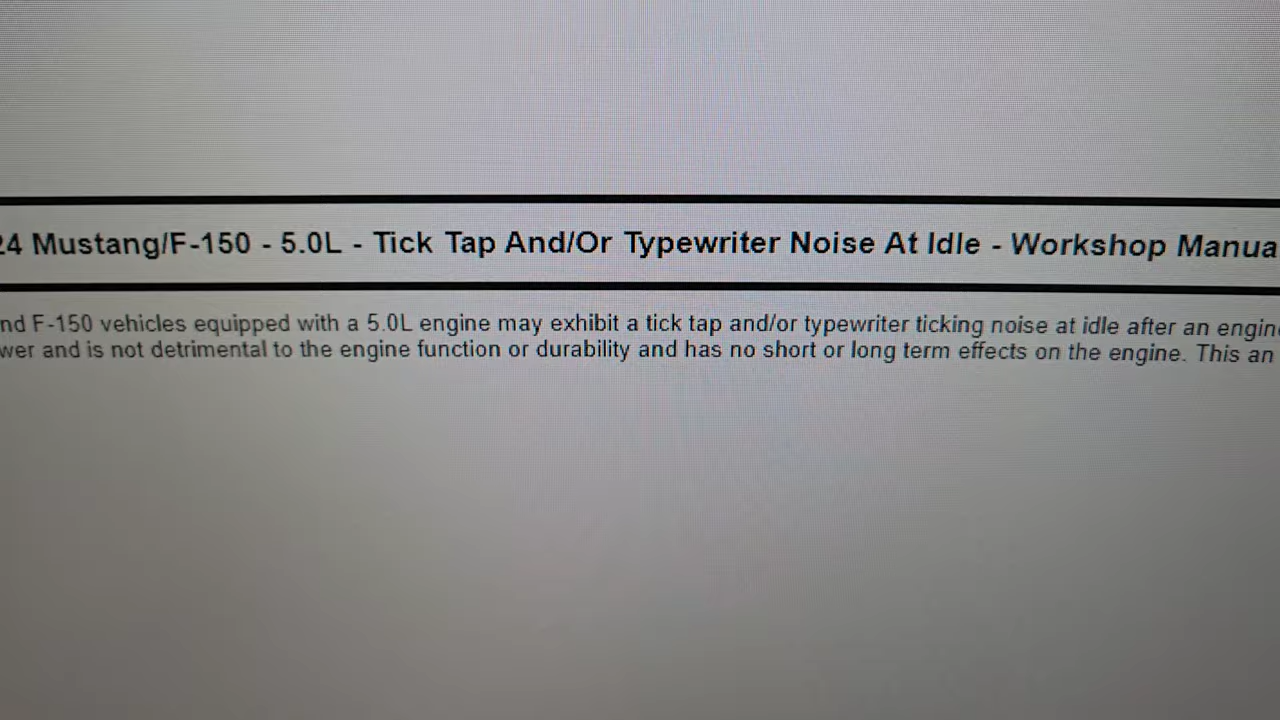 24 Mustang/F-150 - 5.0L - Tick Tap And/Or Typewriter Noise At Idle - Workshop Manua
nd F-150 vehicles equipped with a 5.0L engine may exhibit a tick tap and/or typewriter ticking noise at idle after an engine
wer and is not detrimental to the engine function or durability and has no short or long term effects on the engine. This an